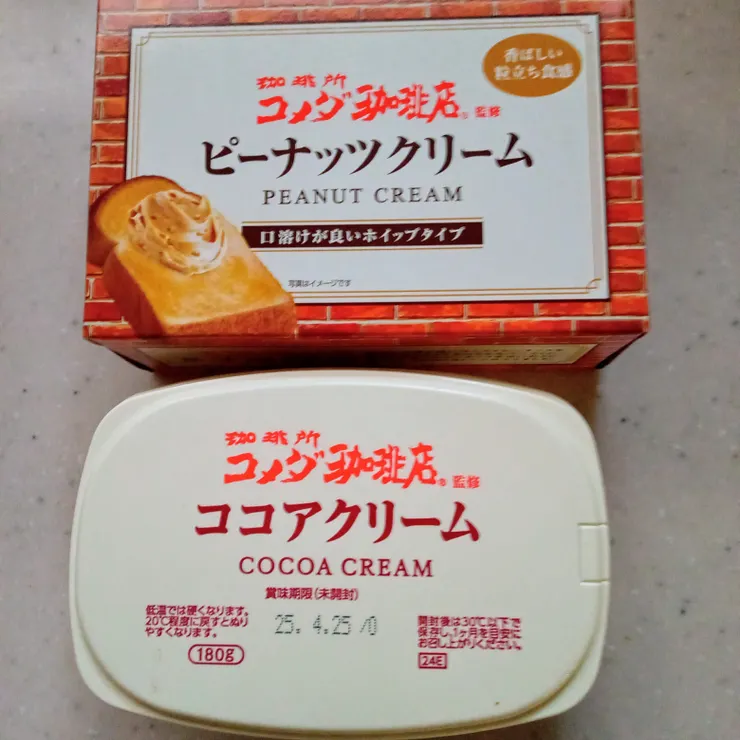 香ばしい
粒立ち食感
珈琲所
コメダ珈琲店®監修
ピーナッツクリーム
PEANUT CREAM
口溶けが良いホイップタイプ
写真はイメージです
珈琲所
コメダ珈琲店®監修
ココアクリーム
COCOA CREAM
賞味期限(未開封)
25. 4.25/0
低温では硬くなります。
20℃程度に戻すとぬり
やすくなります。
180g
開封後は30℃以下で
保存し、1ヶ月を目安に
お召し上がりください。
24E